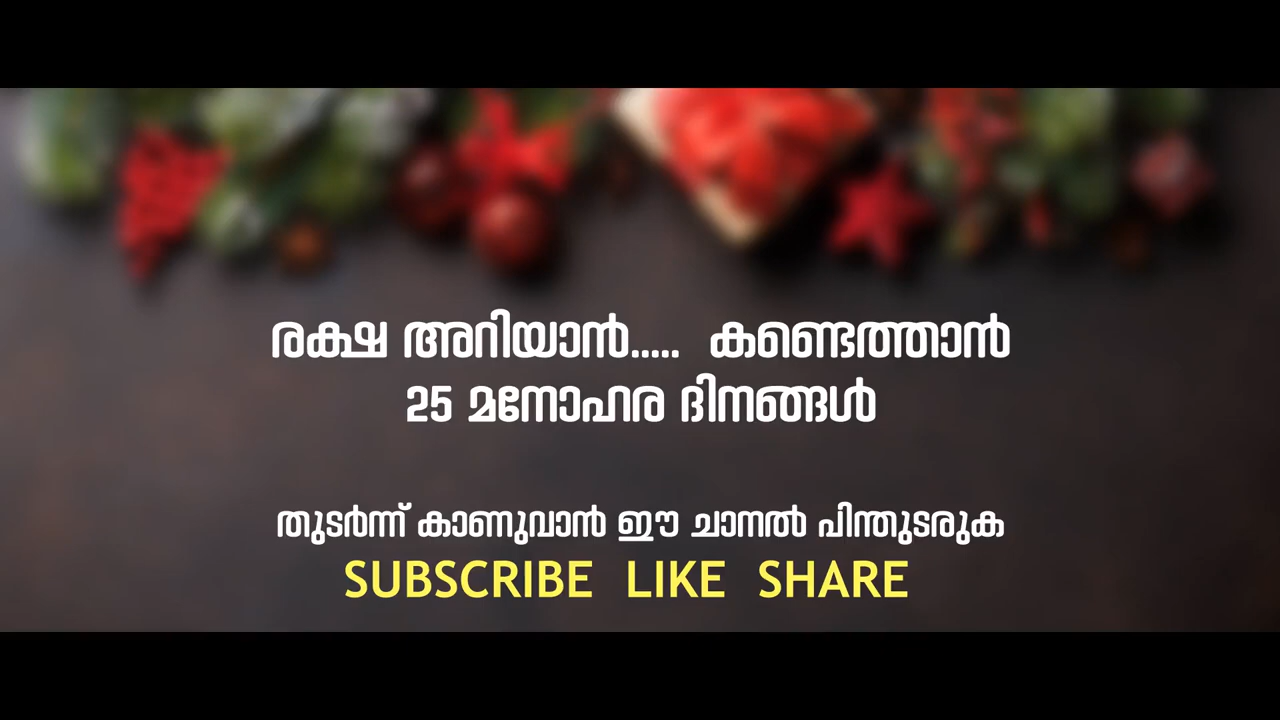 രക്ഷ അറിയാൻ..... കണ്ടെത്താൻ
25 മനോഹര ദിനങ്ങൾ
തുടർന്ന് കാണുവാൻ ഈ ചാനൽ പിന്തുടരുക
SUBSCRIBE LIKE SHARE